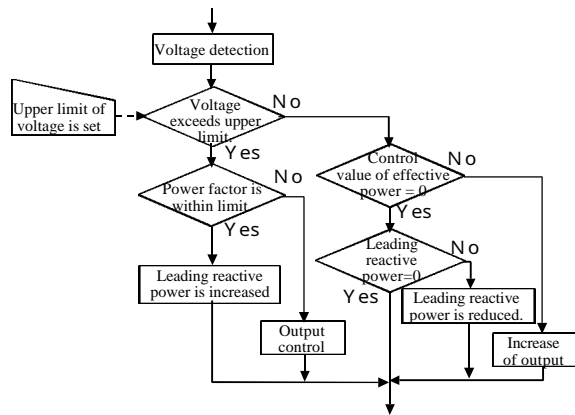 Voltage detection
Upper limit of
voltage is set
Voltage
exceeds upper
limit.
No
Yes
Control
value of effective
power = 0
No
Yes
Power factor is
within limit
No
Yes
Leading
reactive
power=0
No
Yes
Leading reactive
power is increased
Leading reactive
power is reduced.
Output
control
Increase
of output